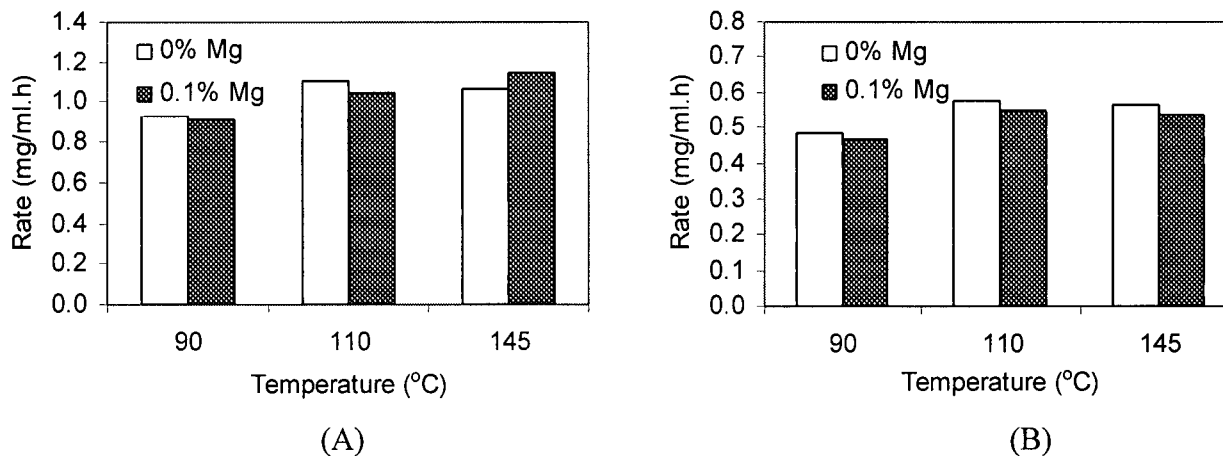 1.4
1.2
1.0
0.8
0.6
0.4
0.2
0.0
Rate (mg/ml.h)
0% Mg
0.1% Mg
90 110 145
Temperature (°C)
(A)
0.8
0.7
0.6
0.5
0.4
0.3
0.2
0.1
0.0
Rate (mg/ml.h)
0% Mg
0.1% Mg
90 110 145
Temperature (°C)
(B)